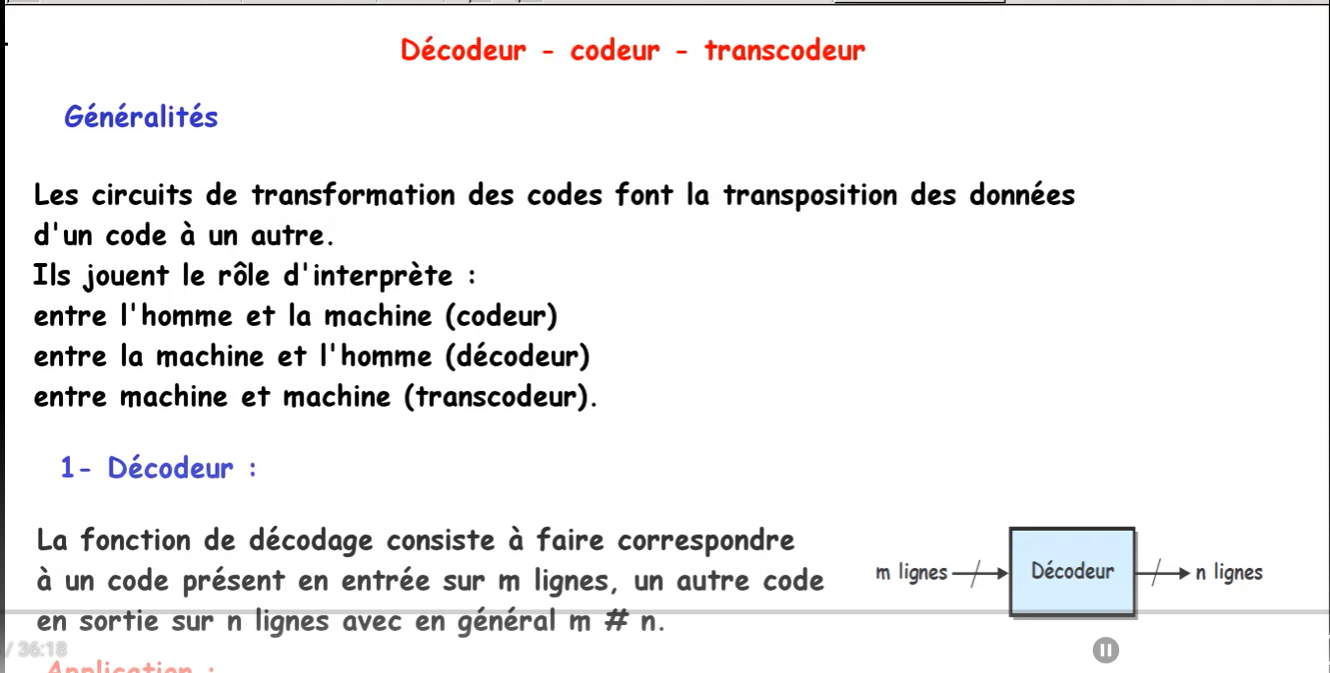 Décodeur - codeur - transcodeur
Généralités
Les circuits de transformation des codes font la transposition des données
d'un code à un autre.
Ils jouent le rôle d'interprète :
entre l'homme et la machine (codeur)
entre la machine et l'homme (décodeur)
entre machine et machine (transcodeur).
1- Décodeur :
La fonction de décodage consiste à faire correspondre
à un code présent en entrée sur m lignes, un autre code
en sortie sur n lignes avec en général m # n.
m lignes
Décodeur
n lignes
/ 36:18
Application :